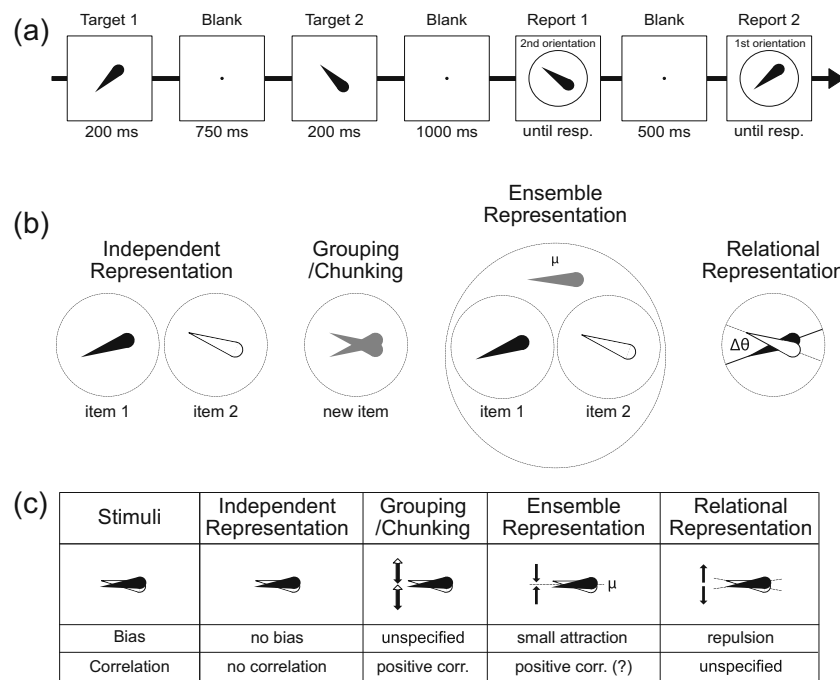 (a)
Target 1 Blank Target 2 Blank Report 1 Blank Report 2
2nd orientation 1st orientation
200 ms 750 ms 200 ms 1000 ms until resp. 500 ms until resp.
(b)
Independent
Representation
Grouping
/Chunking
Ensemble
Representation
Relational
Representation
μ
Δθ
item 1 item 2 new item item 1 item 2
(c)
Stimuli Independent Representation Grouping /Chunking Ensemble Representation Relational Representation
μ
Bias no bias unspecified small attraction repulsion
Correlation no correlation positive corr. positive corr. (?) unspecified